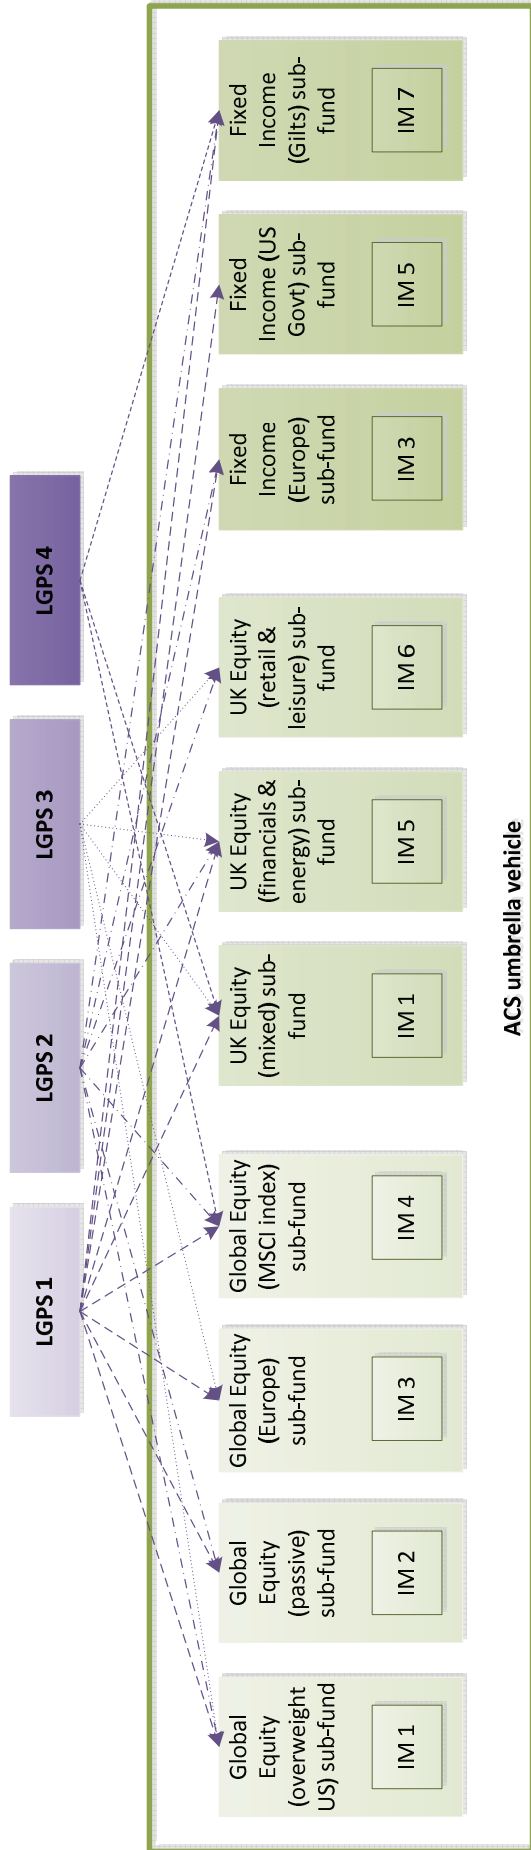 LGPS 1
LGPS 2
LGPS 3
LGPS 4
Global
Equity
(overweight
US) sub-fund
IM 1
Global
Equity
(passive)
sub-fund
IM 2
Global Equity
(Europe)
sub-fund
IM 3
Global Equity
(MSCI index)
sub-fund
IM 4
UK Equity
(mixed) sub-
fund
IM 1
UK Equity
(financials &
energy) sub-
fund
IM 5
UK Equity
(retail &
leisure) sub-
fund
IM 6
Fixed
Income
(Europe)
sub-fund
IM 3
Fixed
Income (US
Govt) sub-
fund
IM 5
Fixed
Income
(Gilts) sub-
fund
IM 7
ACS umbrella vehicle